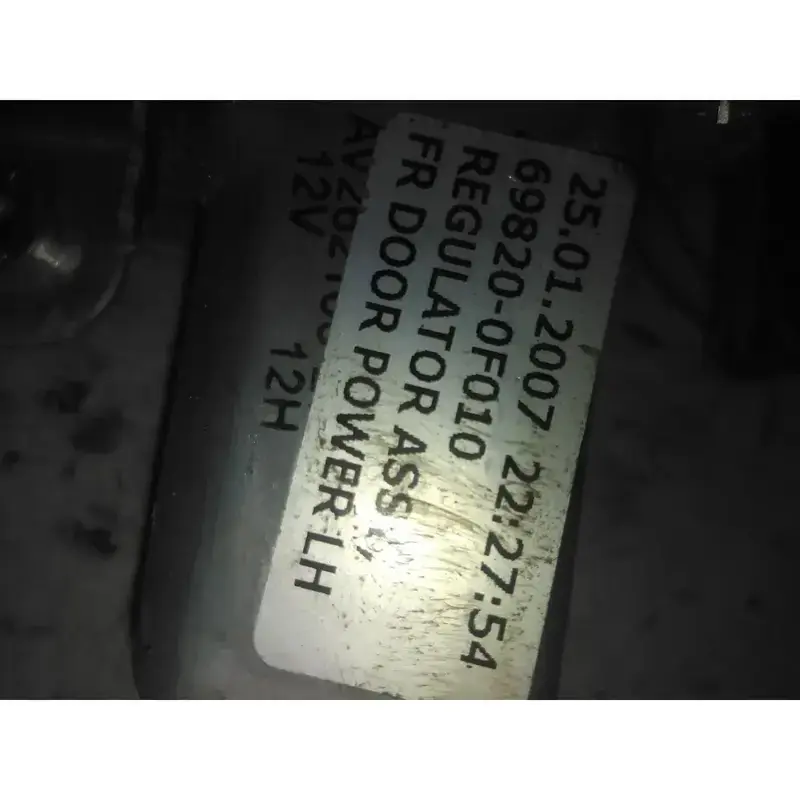 25.01.2007 22:27:54
69820-0F010
REGULATOR ASS
FR DOOR POWER LH
12V 12H